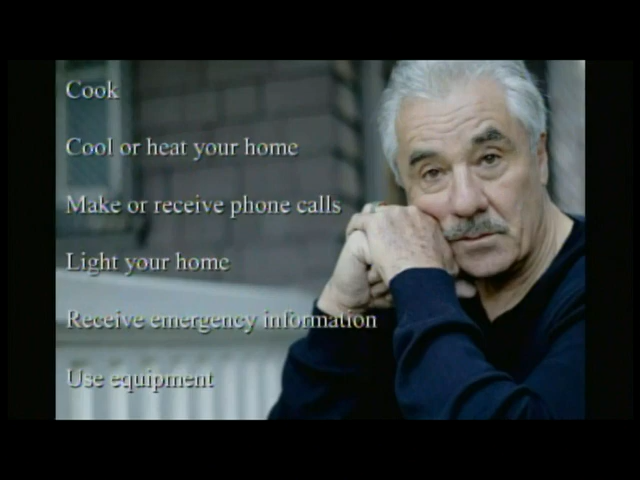 Cook
Cool or heat your home
Make or receive phone calls
Light your home
Receive emergency information
Use equipment